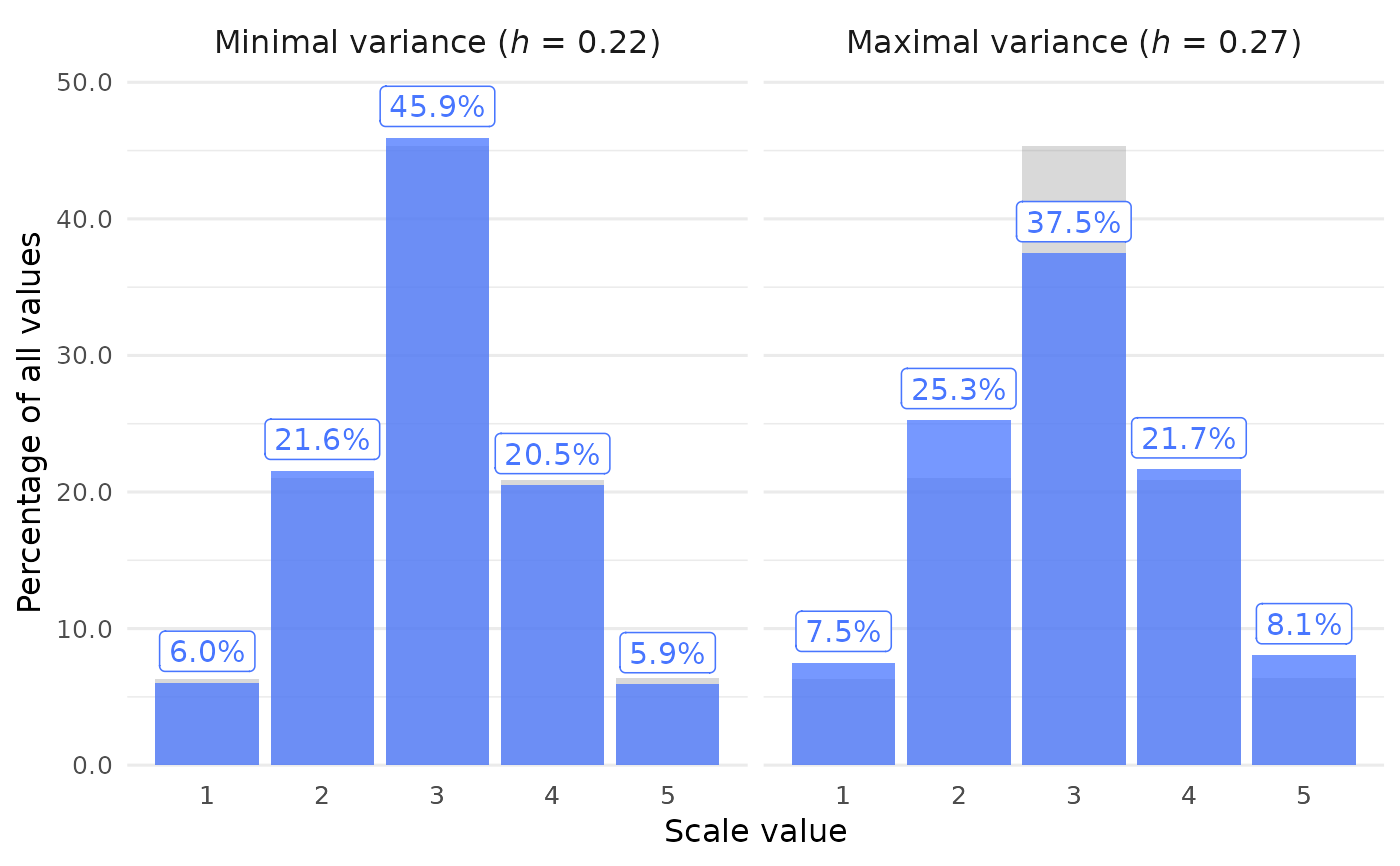 Minimal variance (h = 0.22)
Maximal variance (h = 0.27)
Percentage of all values
50.0
40.0
30.0
20.0
10.0
0.0
6.0%
21.6%
45.9%
20.5%
5.9%
7.5%
25.3%
37.5%
21.7%
8.1%
1 2 3 4 5
1 2 3 4 5
Scale value